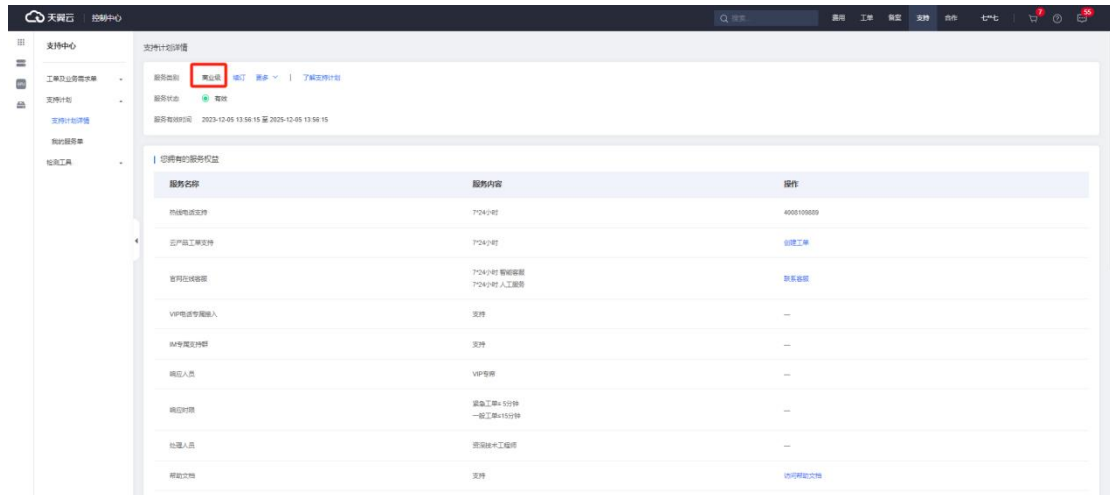 天翼云 | 控制中心
搜索...
费用 工单 备案 支持 合作
7
55
支持中心
工单及业务需求单
支持计划
支持计划详情
我的服务单
检测工具
支持计划详情
服务类别 商业级 续订 更多 | 了解支持计划
服务状态 有效
服务有效时间 2023-12-05 13:56:15 至 2025-12-05 13:56:15
您拥有的服务权益
服务名称 服务内容 操作
热线电话支持 7*24小时 4008109889
云产品工单支持 7*24小时 创建工单
官网在线客服 7*24小时 智能客服 联系客服
7*24小时 人工服务
VIP电话专属接入 支持 —
IM专属支持群 支持 —
响应人员 VIP专席 —
响应时限 紧急工单≤ 5分钟 —
一般工单≤15分钟
处理人员 资深技术工程师 —
帮助文档 支持 访问帮助文档